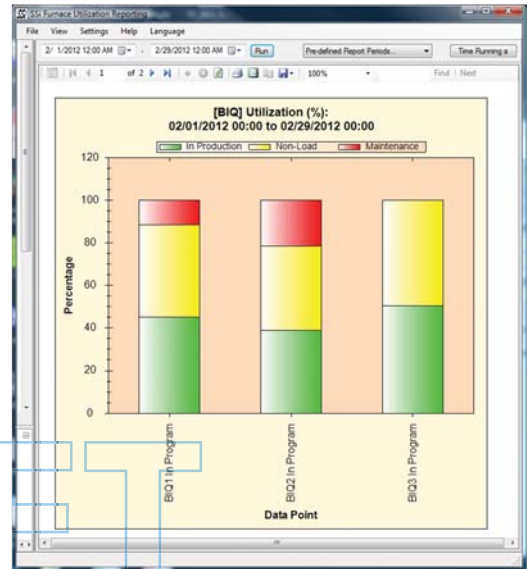 SSi Furnace Utilization Reporting
File View Settings Help Language
2/ 1/2012 12:00 AM - 2/29/2012 12:00 AM Run Pre-defined Report Periods... Time Running a
1 of 2 100% Find | Next
[BIQ] Utilization (%):
02/01/2012 00:00 to 02/29/2012 00:00
In Production Non-Load Maintenance
120
100
80
60
40
20
0
Percentage
BIQ1 In Program
BIQ2 In Program
BIQ3 In Program
Data Point